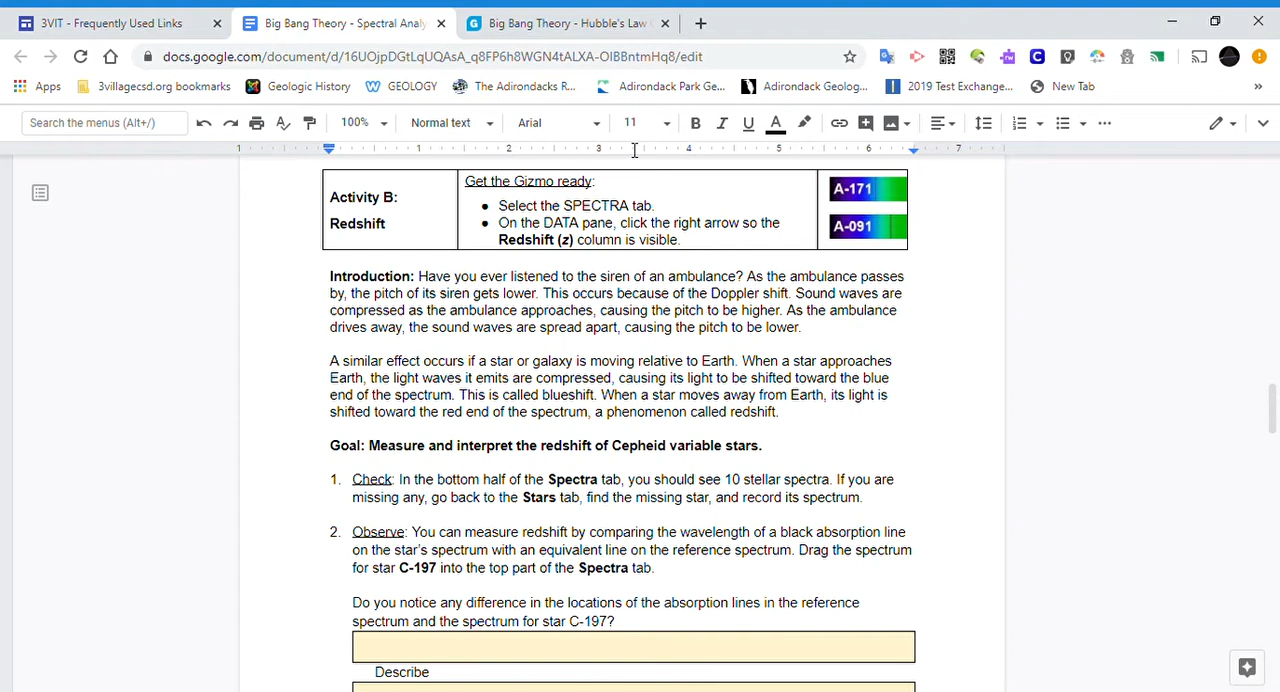 3VIT - Frequently Used Links
Big Bang Theory - Spectral Analy
Big Bang Theory - Hubble's Law
docs.google.com/document/d/16UOjpDGtLqUQAsA_q8FP6h8WGN4tALXA-OIBBntmHq8/edit
Apps
3villagecsd.org bookmarks
Geologic History
GEOLOGY
The Adirondacks R...
Adirondack Park Ge...
Adirondack Geolog...
2019 Test Exchange...
New Tab
»
Search the menus (Alt+/)
100%
Normal text
Arial
11
B I U A
1 1 2 3 4 5 6 7
Activity B:
Redshift
Get the Gizmo ready:
● Select the SPECTRA tab.
● On the DATA pane, click the right arrow so the
Redshift (z) column is visible.
A-171
A-091
Introduction: Have you ever listened to the siren of an ambulance? As the ambulance passes
by, the pitch of its siren gets lower. This occurs because of the Doppler shift. Sound waves are
compressed as the ambulance approaches, causing the pitch to be higher. As the ambulance
drives away, the sound waves are spread apart, causing the pitch to be lower.
A similar effect occurs if a star or galaxy is moving relative to Earth. When a star approaches
Earth, the light waves it emits are compressed, causing its light to be shifted toward the blue
end of the spectrum. This is called blueshift. When a star moves away from Earth, its light is
shifted toward the red end of the spectrum, a phenomenon called redshift.
Goal: Measure and interpret the redshift of Cepheid variable stars.
1. Check: In the bottom half of the Spectra tab, you should see 10 stellar spectra. If you are
missing any, go back to the Stars tab, find the missing star, and record its spectrum.
2. Observe: You can measure redshift by comparing the wavelength of a black absorption line
on the star's spectrum with an equivalent line on the reference spectrum. Drag the spectrum
for star C-197 into the top part of the Spectra tab.
Do you notice any difference in the locations of the absorption lines in the reference
spectrum and the spectrum for star C-197?
Describe